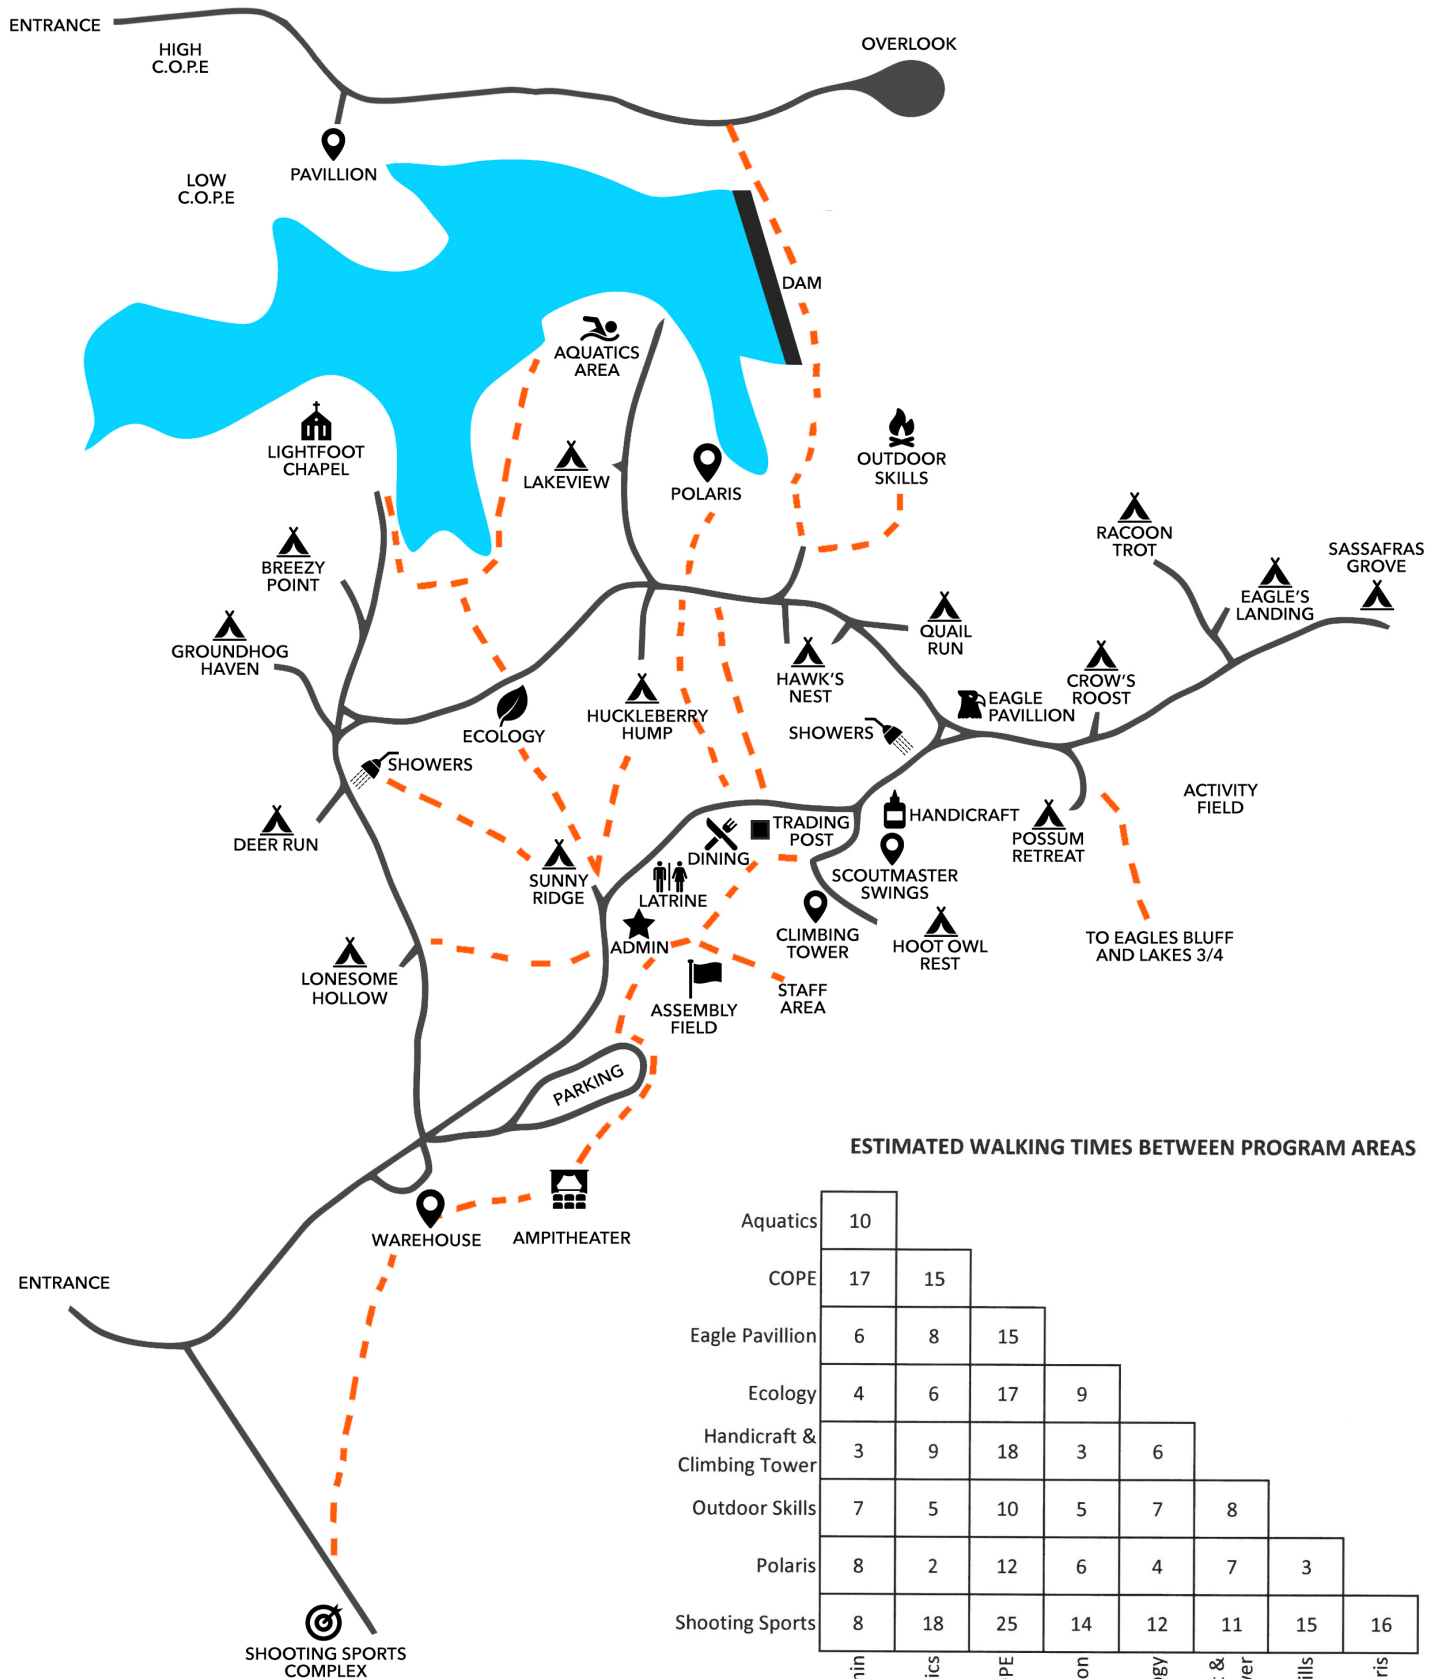 ENTRANCE
HIGH
C.O.P.E
OVERLOOK
PAVILLION
LOW
C.O.P.E
DAM
AQUATICS
AREA
LIGHTFOOT
CHAPEL
LAKEVIEW
POLARIS
OUTDOOR
SKILLS
RACOON
TROT
SASSAFRAS
GROVE
BREEZY
POINT
EAGLE'S
LANDING
GROUNDHOG
HAVEN
QUAIL
RUN
HAWK'S
NEST
CROW'S
ROOST
HUCKLEBERRY
HUMP
EAGLE
PAVILLION
ECOLOGY
SHOWERS
SHOWERS
ACTIVITY
FIELD
DEER RUN
TRADING
POST
HANDICRAFT
POSSUM
RETREAT
DINING
SUNNY
RIDGE
SCOUTMASTER
SWINGS
LATRINE
ADMIN
CLIMBING
TOWER
HOOT OWL
REST
TO EAGLES BLUFF
AND LAKES 3/4
LONESOME
HOLLOW
STAFF
AREA
ASSEMBLY
FIELD
PARKING
WAREHOUSE
AMPITHEATER
ENTRANCE
SHOOTING SPORTS
COMPLEX
ESTIMATED WALKING TIMES BETWEEN PROGRAM AREAS
Aquatics 10
COPE 17 15
Eagle Pavillion 6 8 15
Ecology 4 6 17 9
Handicraft &
Climbing Tower 3 9 18 3 6
Outdoor Skills 7 5 10 5 7 8
Polaris 8 2 12 6 4 7 3
Shooting Sports 8 18 25 14 12 11 15 16